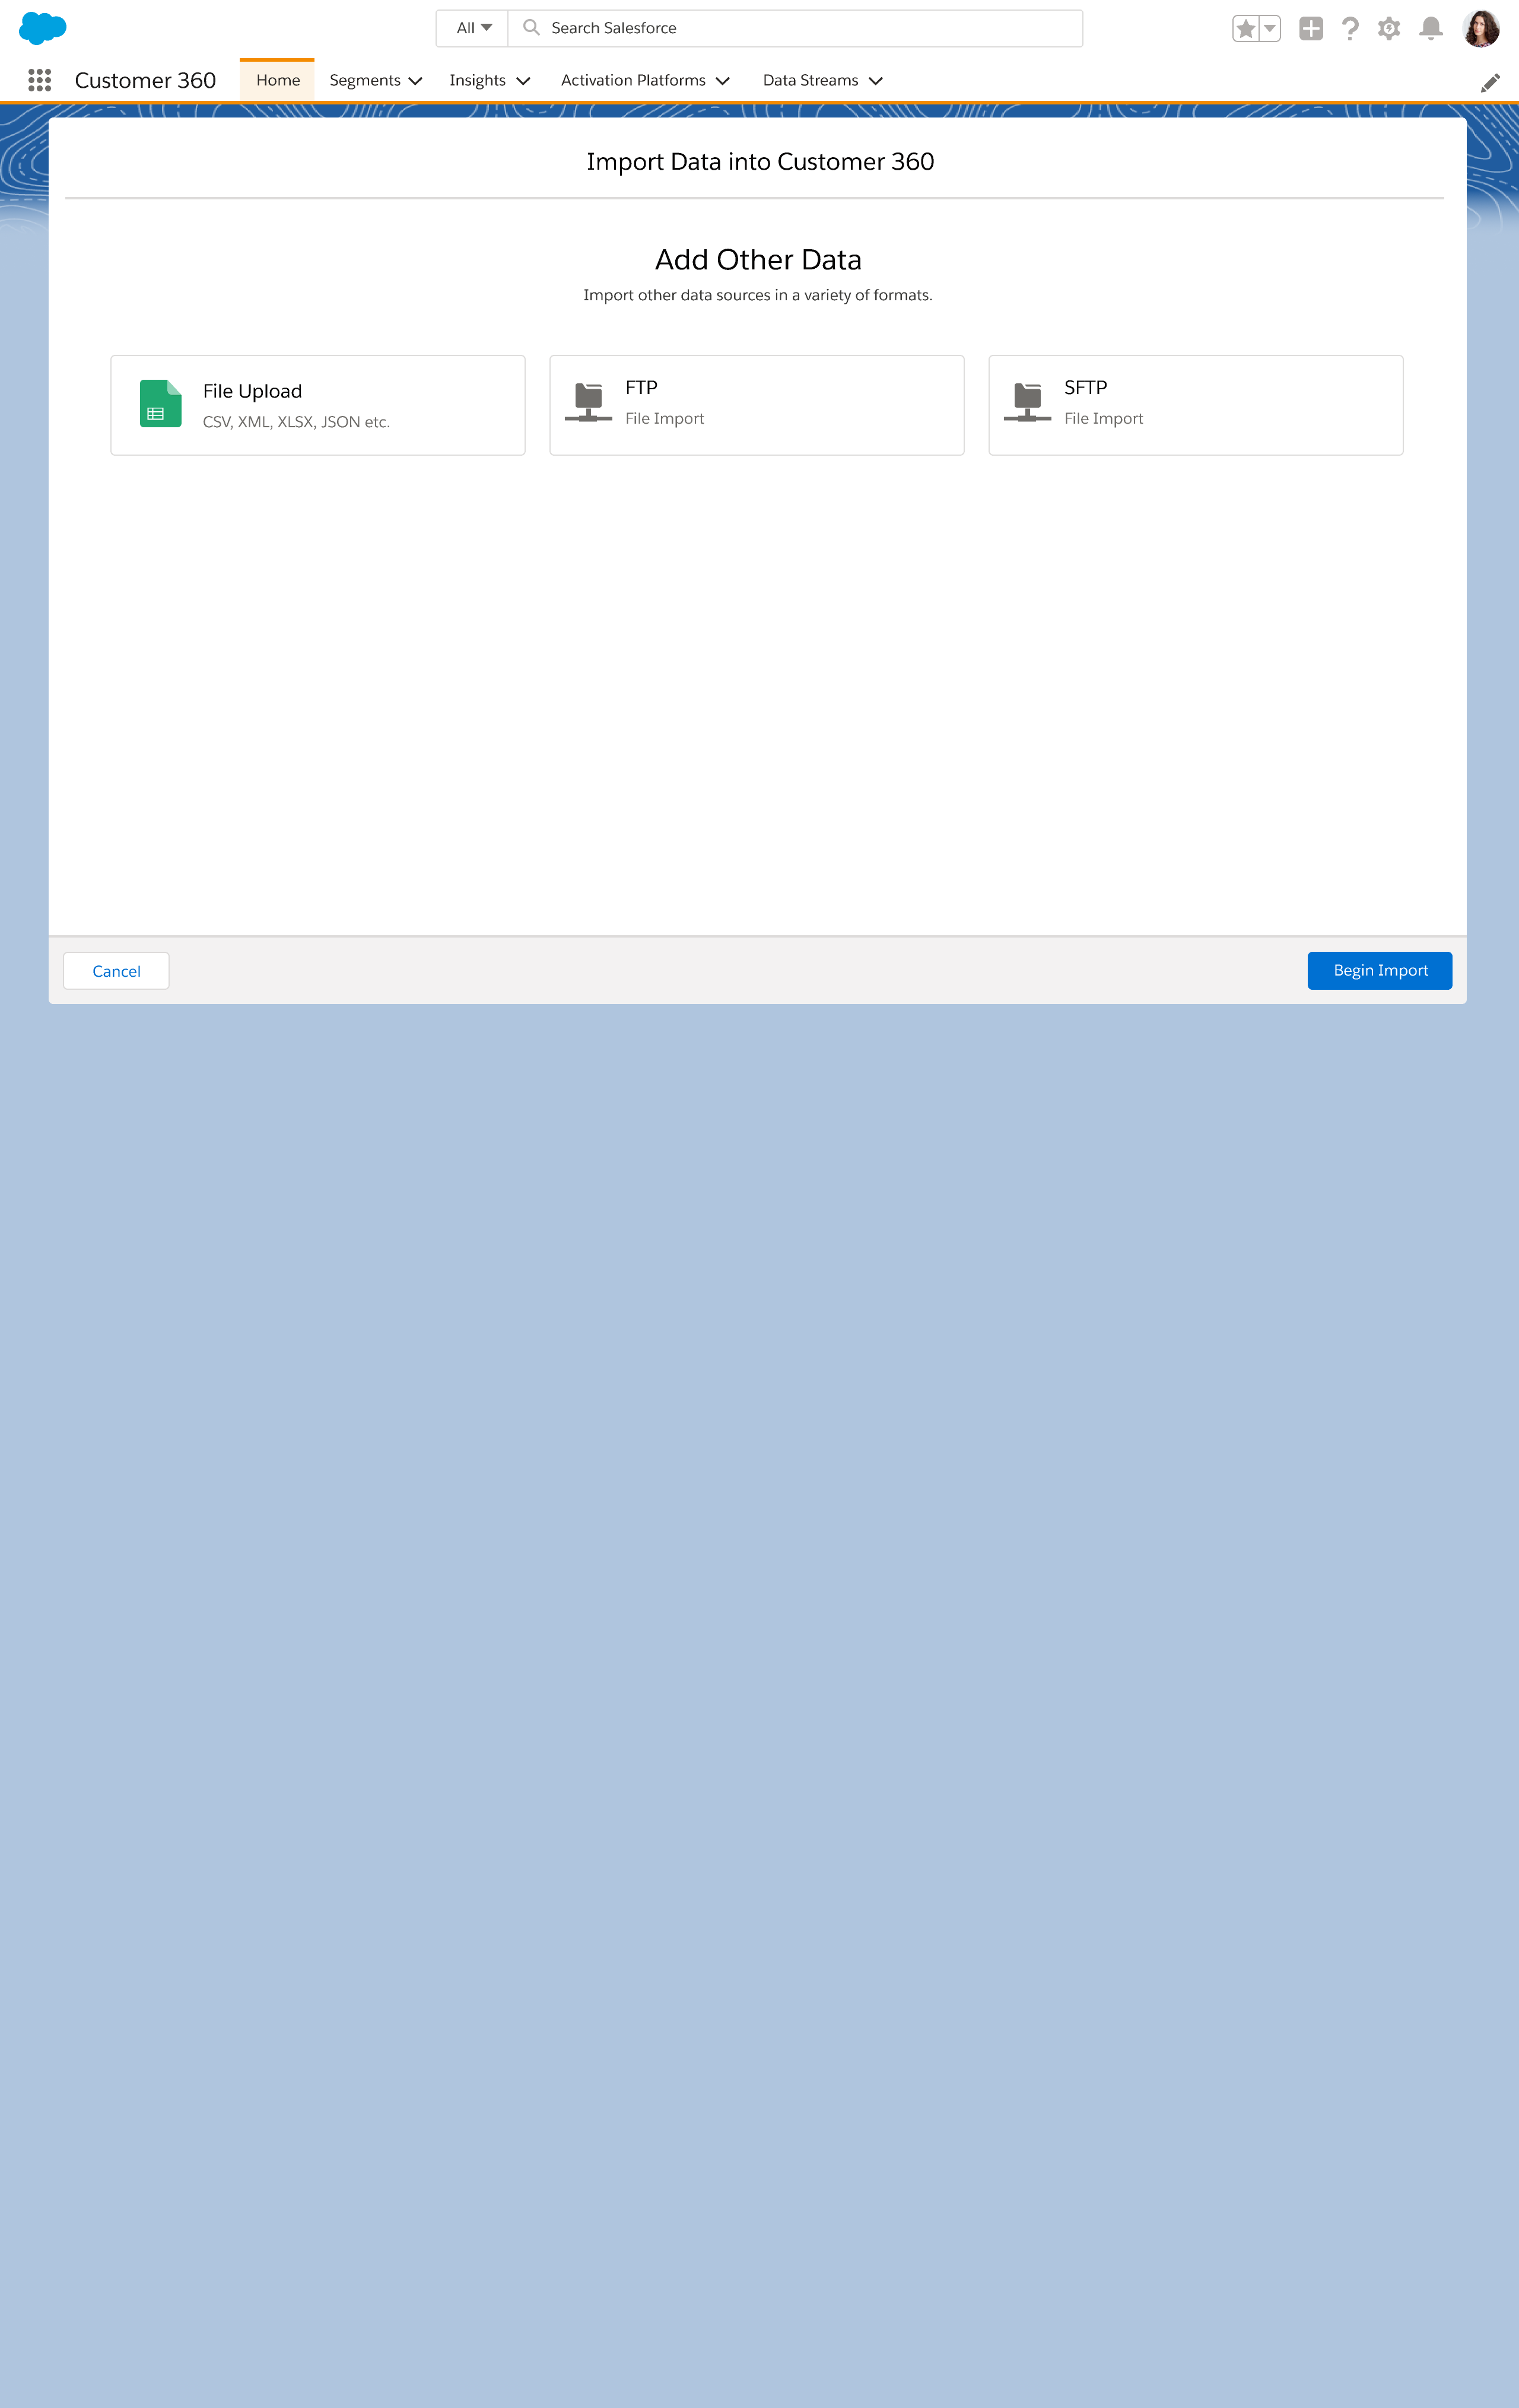 All
Search Salesforce
Customer 360
Home
Segments
Insights
Activation Platforms
Data Streams
Import Data into Customer 360
Add Other Data
Import other data sources in a variety of formats.
File Upload
CSV, XML, XLSX, JSON etc.
FTP
File Import
SFTP
File Import
Cancel
Begin Import